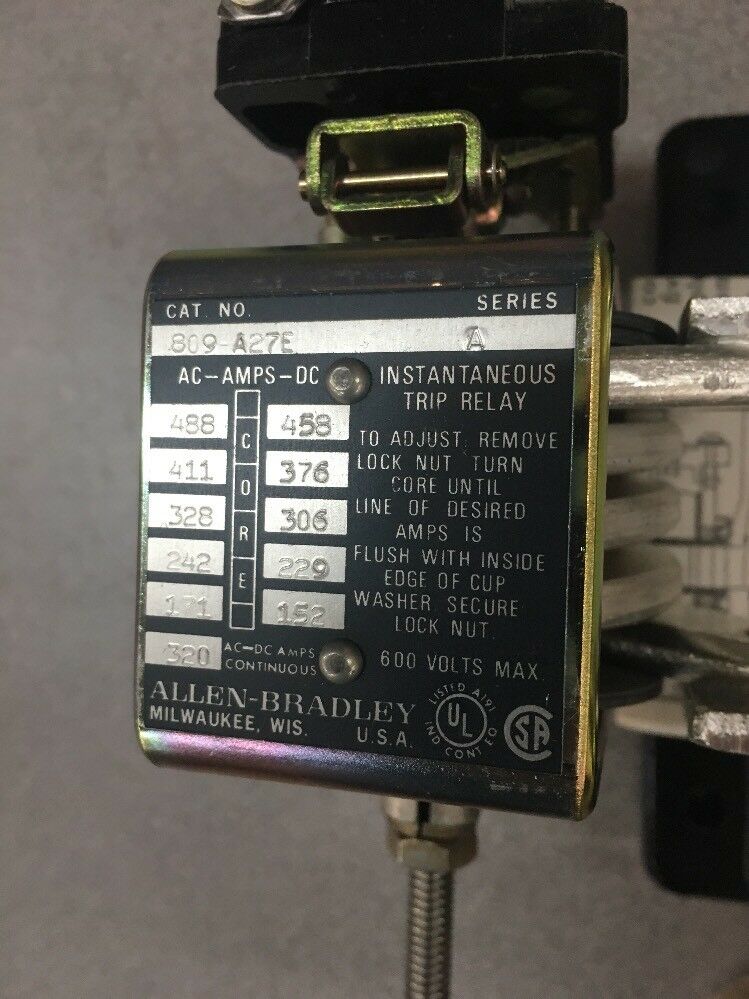 CAT. NO. SERIES
809-A27E A
AC-AMPS-DC
488 C 458
411 O 376
328 R 306
242 E 229
171 152
320 AC-DC AMPS
CONTINUOUS
INSTANTANEOUS
TRIP RELAY
TO ADJUST, REMOVE
LOCK NUT TURN
CORE UNTIL
LINE OF DESIRED
AMPS IS
FLUSH WITH INSIDE
EDGE OF CUP
WASHER. SECURE
LOCK NUT.
600 VOLTS MAX
ALLEN-BRADLEY
MILWAUKEE, WIS. U.S.A.
LISTED A191
UL
IND CONT EQ
SA